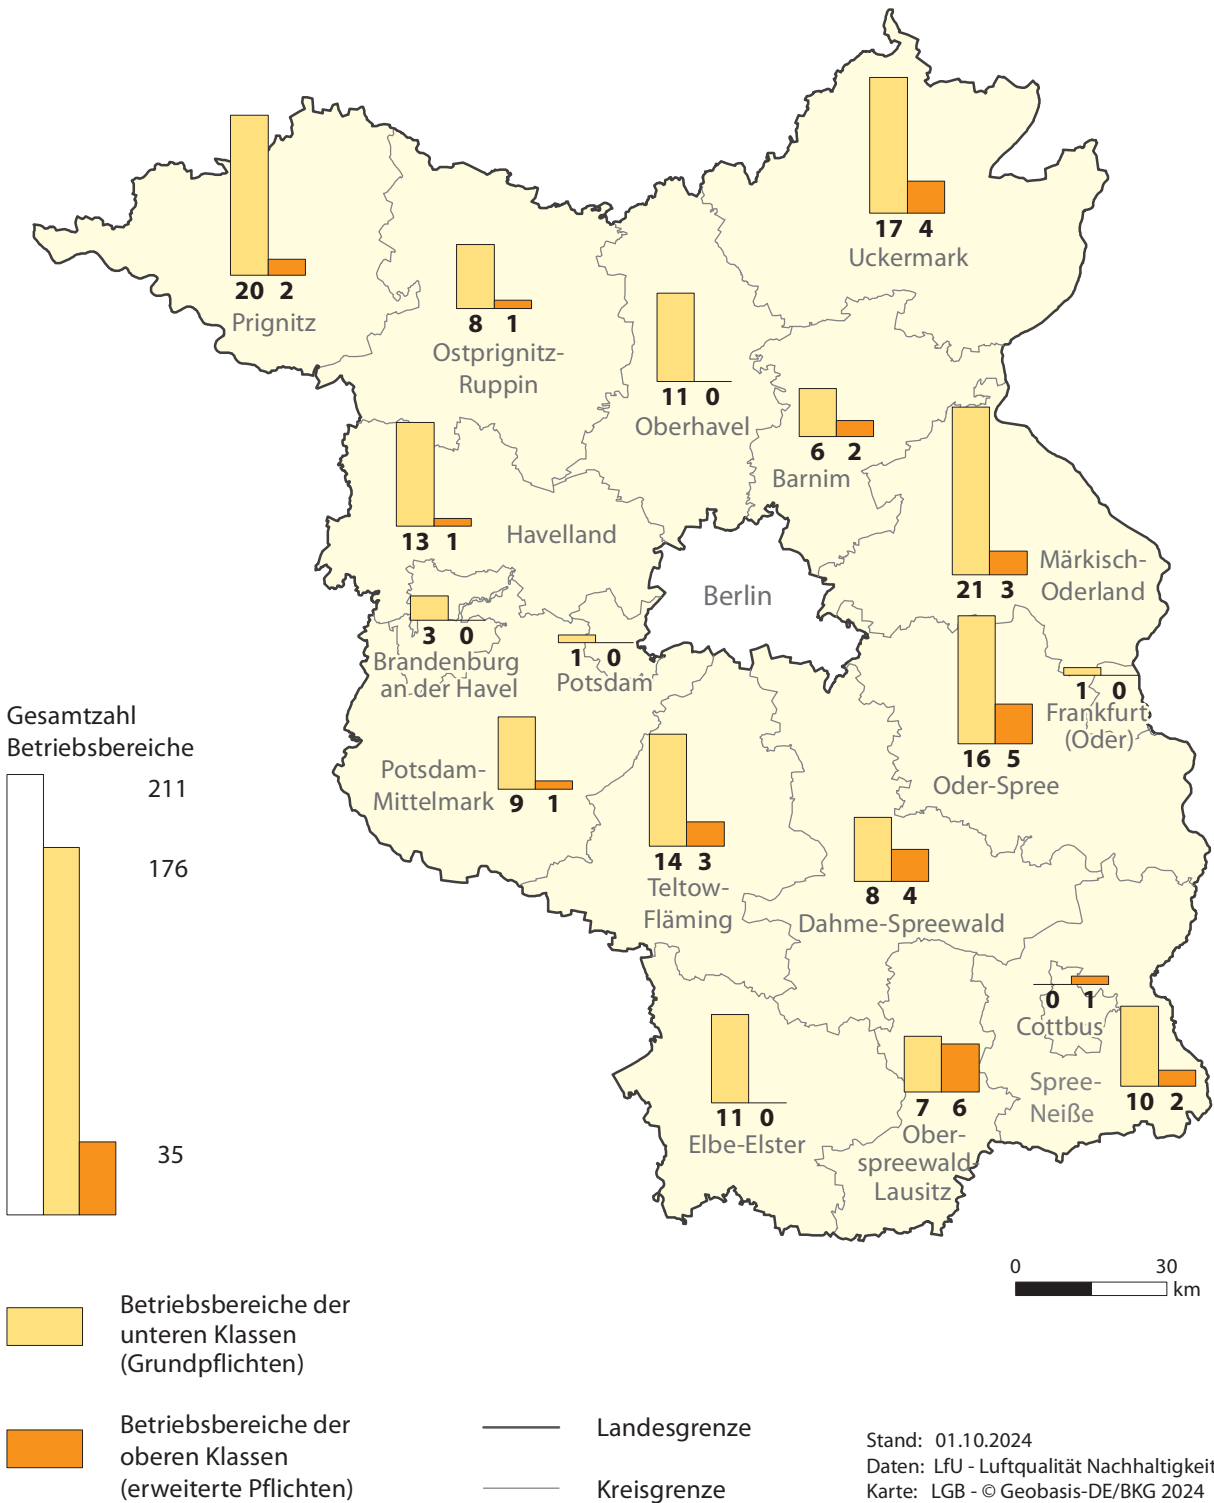 17 4
Uckermark
20 2
Prignitz
8 1
Ostprignitz-
Ruppin
11 0
Oberhavel
6 2
Barnim
13 1
Havelland
21 3
Märkisch-
Oderland
Berlin
3 0
Brandenburg
an der Havel
1 0
Potsdam
1 0
Frankfurt
(Oder)
16 5
Oder-Spree
Potsdam-
Mittelmark
9 1
14 3
Teltow-
Fläming
8 4
Dahme-Spreewald
0 1
Cottbus
Spree-
Neiße
10 2
11 0
Elbe-Elster
7 6
Ober-
spreewald-
Lausitz
Gesamtzahl
Betriebsbereiche
211
176
35
0 30
km
Betriebsbereiche der
unteren Klassen
(Grundpflichten)
Betriebsbereiche der
oberen Klassen
(erweiterte Pflichten)
Landesgrenze
Kreisgrenze
Stand: 01.10.2024
Daten: LfU - Luftqualität Nachhaltigkeit
Karte: LGB - © Geobasis-DE/BKG 2024